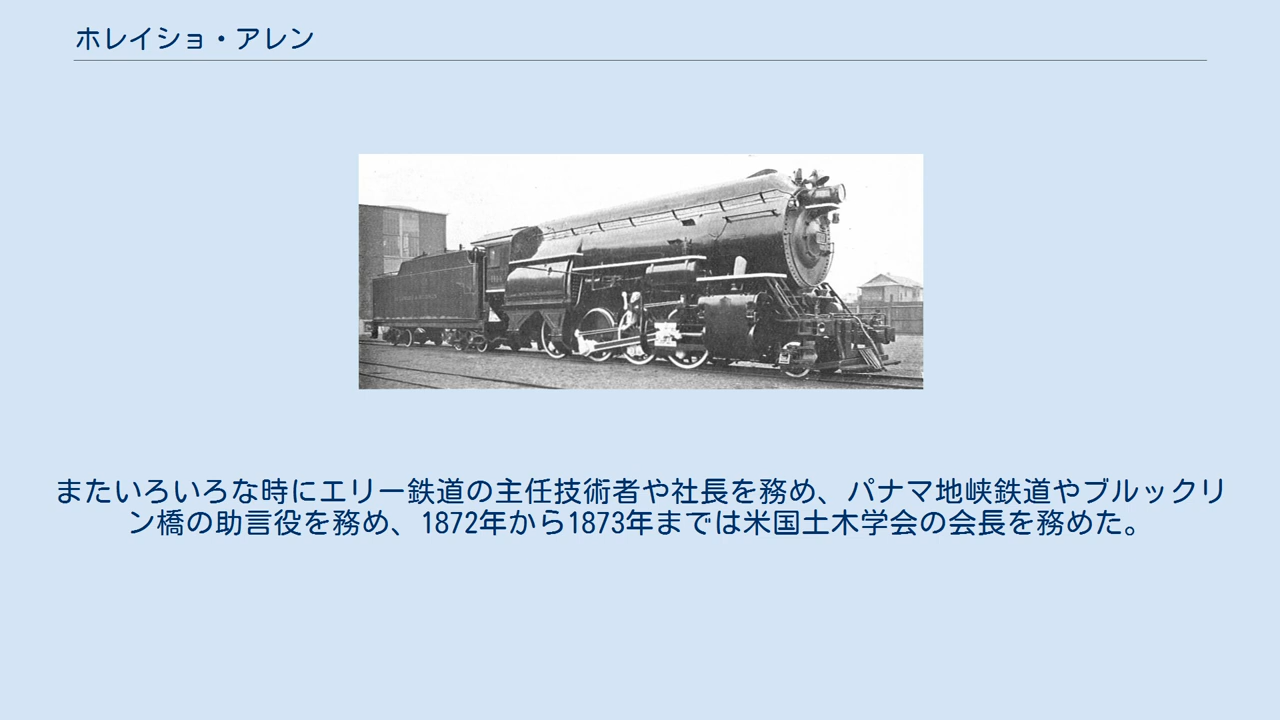 ホレイショ・アレン
またいろいろな時にエリー鉄道の主任技術者や社長を務め、パナマ地峡鉄道やブルックリ
ン橋の助言役を務め、1872年から1873年までは米国土木学会の会長を務めた。